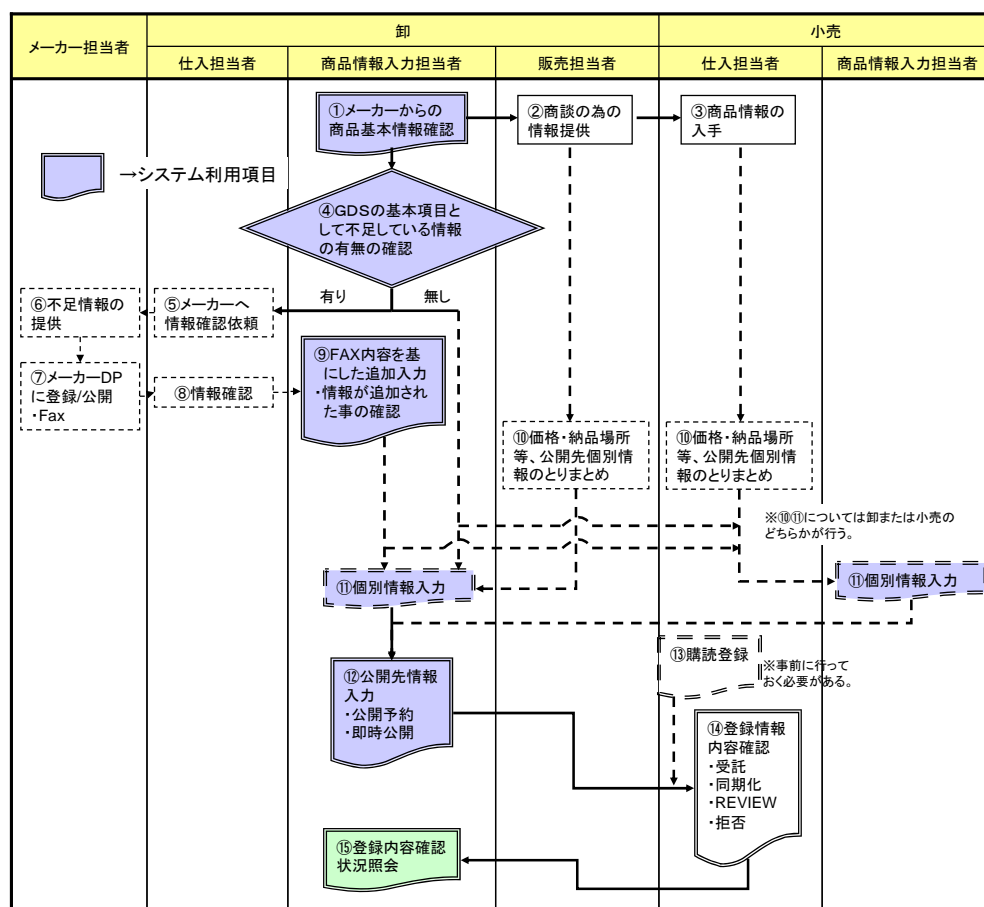 メーカー担当者
卸
小売
仕入担当者
商品情報入力担当者
販売担当者
仕入担当者
商品情報入力担当者
①メーカーからの
商品基本情報確認
②商談の為の
情報提供
③商品情報の
入手
→システム利用項目
④GDSの基本項目と
して不足している情報
の有無の確認
有り
無し
⑥不足情報の
提供
⑤メーカーへ
情報確認依頼
⑦メーカーDP
に登録/公開
・Fax
⑧情報確認
⑨FAX内容を基
にした追加入力
・情報が追加され
た事の確認
⑩価格・納品場所
等、公開先個別情
報のとりまとめ
⑩価格・納品場所
等、公開先個別情
報のとりまとめ
※⑩⑪については卸または小売の
どちらかが行う。
⑪個別情報入力
⑪個別情報入力
⑬購読登録
※事前に行って
おく必要がある。
⑫公開先情報
入力
・公開予約
・即時公開
⑭登録情報
内容確認
・受託
・同期化
・REVIEW
・拒否
⑮登録内容確認
状況照会